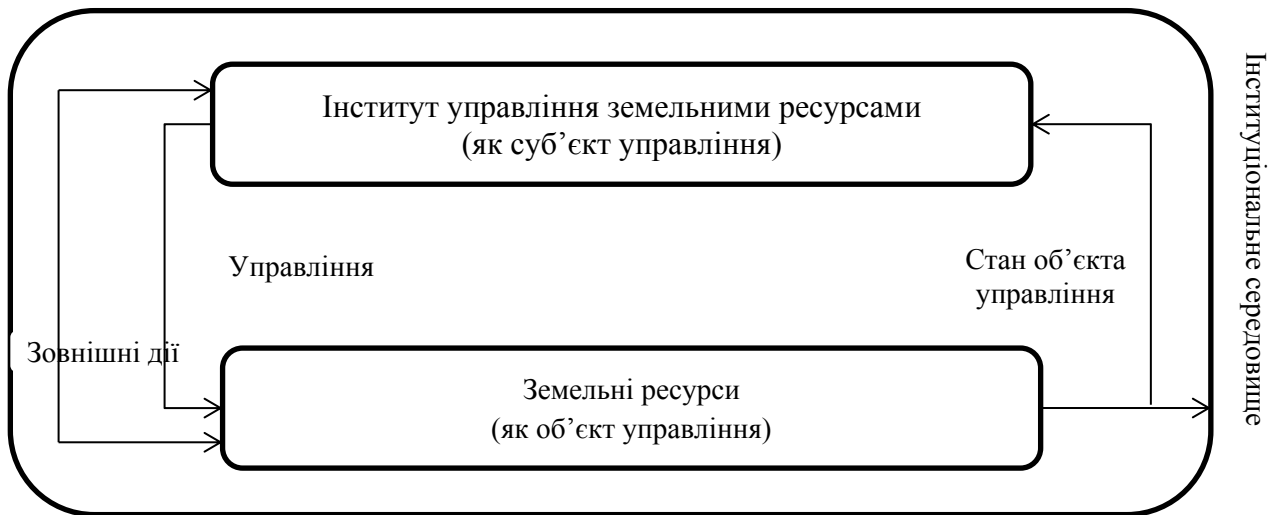 Інститут управління земельними ресурсами
(як суб’єкт управління)
Управління
Стан об’єкта
управління
Зовнішні дії
Земельні ресурси
(як об’єкт управління)
Інституціональне середовище